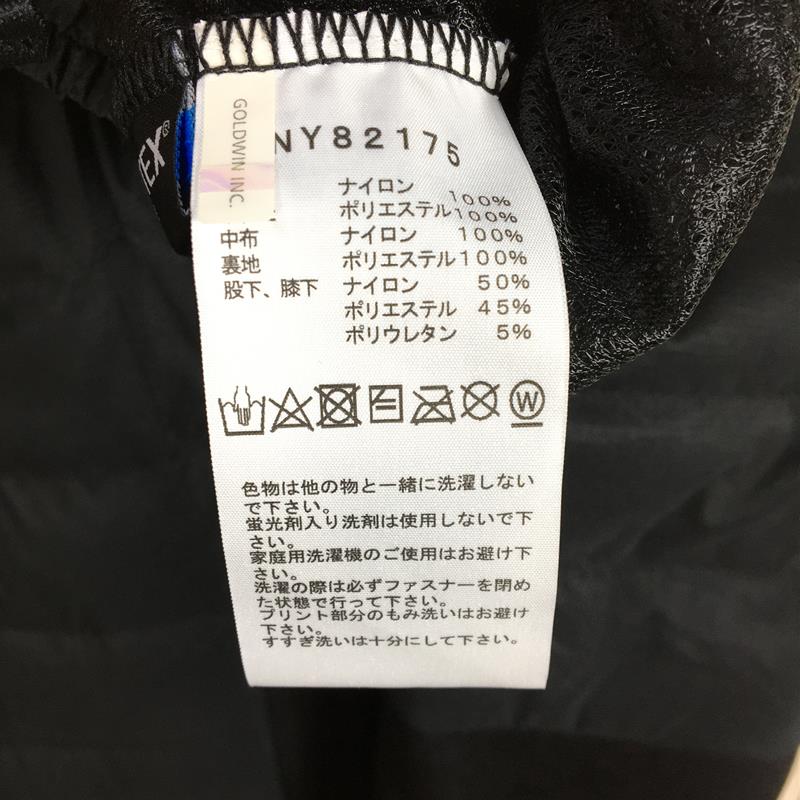 EX®
GOLDWIN INC.
NY82175
ナイロン 100%
ポリエステル100%
中布 ナイロン 100%
裏地 ポリエステル100%
股下、膝下 ナイロン 50%
ポリエステル 45%
ポリウレタン 5%
W
色物は他の物と一緒に洗濯しない
で下さい。
蛍光剤入り洗剤は使用しないで下
さい。
家庭用洗濯機のご使用はお避け下
さい。
洗濯の際は必ずファスナーを閉め
た状態で行って下さい。
プリント部分のもみ洗いはお避け
下さい。
すすぎ洗いは十分にして下さい。